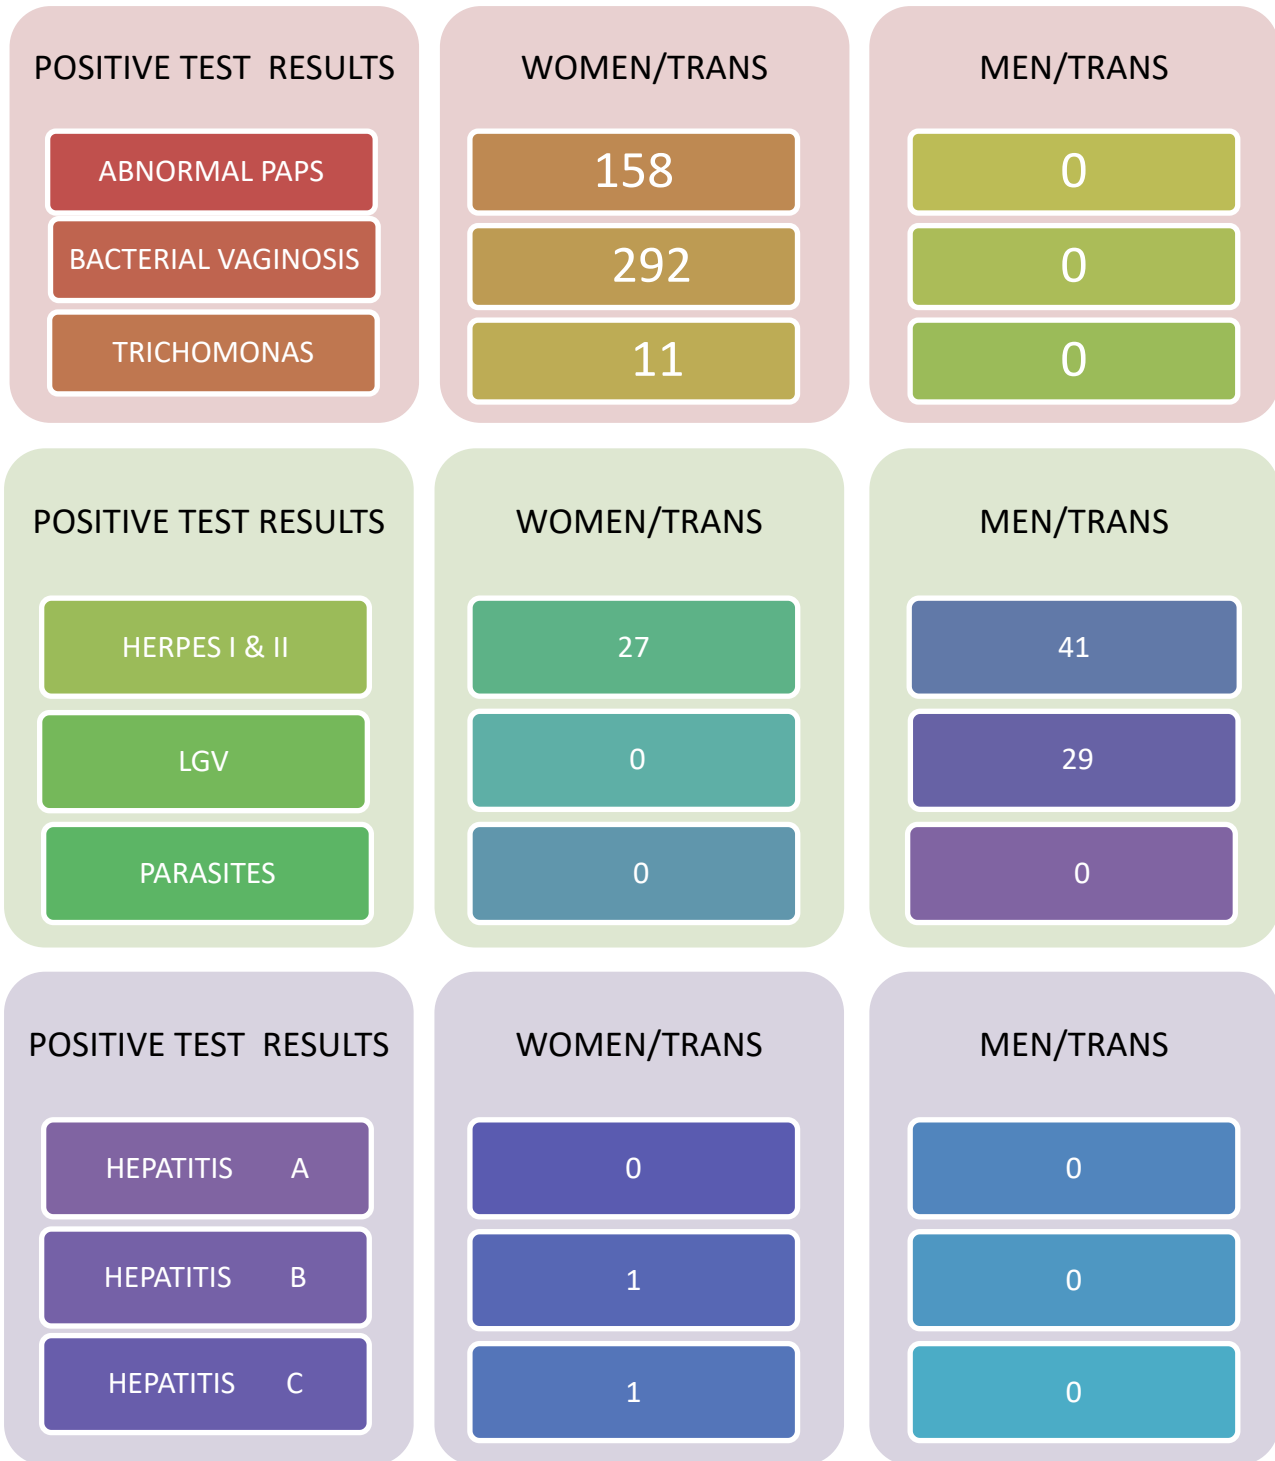 POSITIVE TEST RESULTS WOMEN/TRANS MEN/TRANS
ABNORMAL PAPS 158 0
BACTERIAL VAGINOSIS 292 0
TRICHOMONAS 11 0
POSITIVE TEST RESULTS WOMEN/TRANS MEN/TRANS
HERPES I & II 27 41
LGV 0 29
PARASITES 0 0
POSITIVE TEST RESULTS WOMEN/TRANS MEN/TRANS
HEPATITIS A 0 0
HEPATITIS B 1 0
HEPATITIS C 1 0